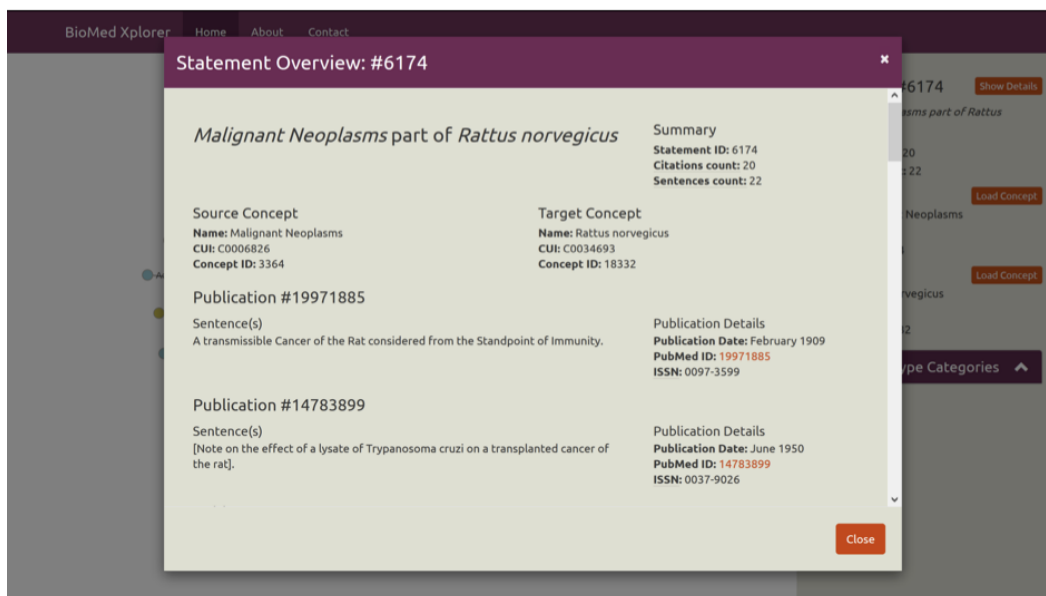 BioMed Xplorer Home About Contact
Statement Overview: #6174 ×
Malignant Neoplasms part of Rattus norvegicus
Summary
Statement ID: 6174
Citations count: 20
Sentences count: 22
Source Concept
Name: Malignant Neoplasms
CUI: C0006826
Concept ID: 3364
Target Concept
Name: Rattus norvegicus
CUI: C0034693
Concept ID: 18332
Publication #19971885
Sentence(s)
A transmissible Cancer of the Rat considered from the Standpoint of Immunity.
Publication Details
Publication Date: February 1909
PubMed ID: 19971885
ISSN: 0097-3599
Publication #14783899
Sentence(s)
[Note on the effect of a lysate of Trypanosoma cruzi on a transplanted cancer of
the rat].
Publication Details
Publication Date: June 1950
PubMed ID: 14783899
ISSN: 0037-9026
Close
#6174 Show Details
part of Rattus
20
: 22
Load Concept
Neoplasms
Load Concept
rvegicus
ype Categories